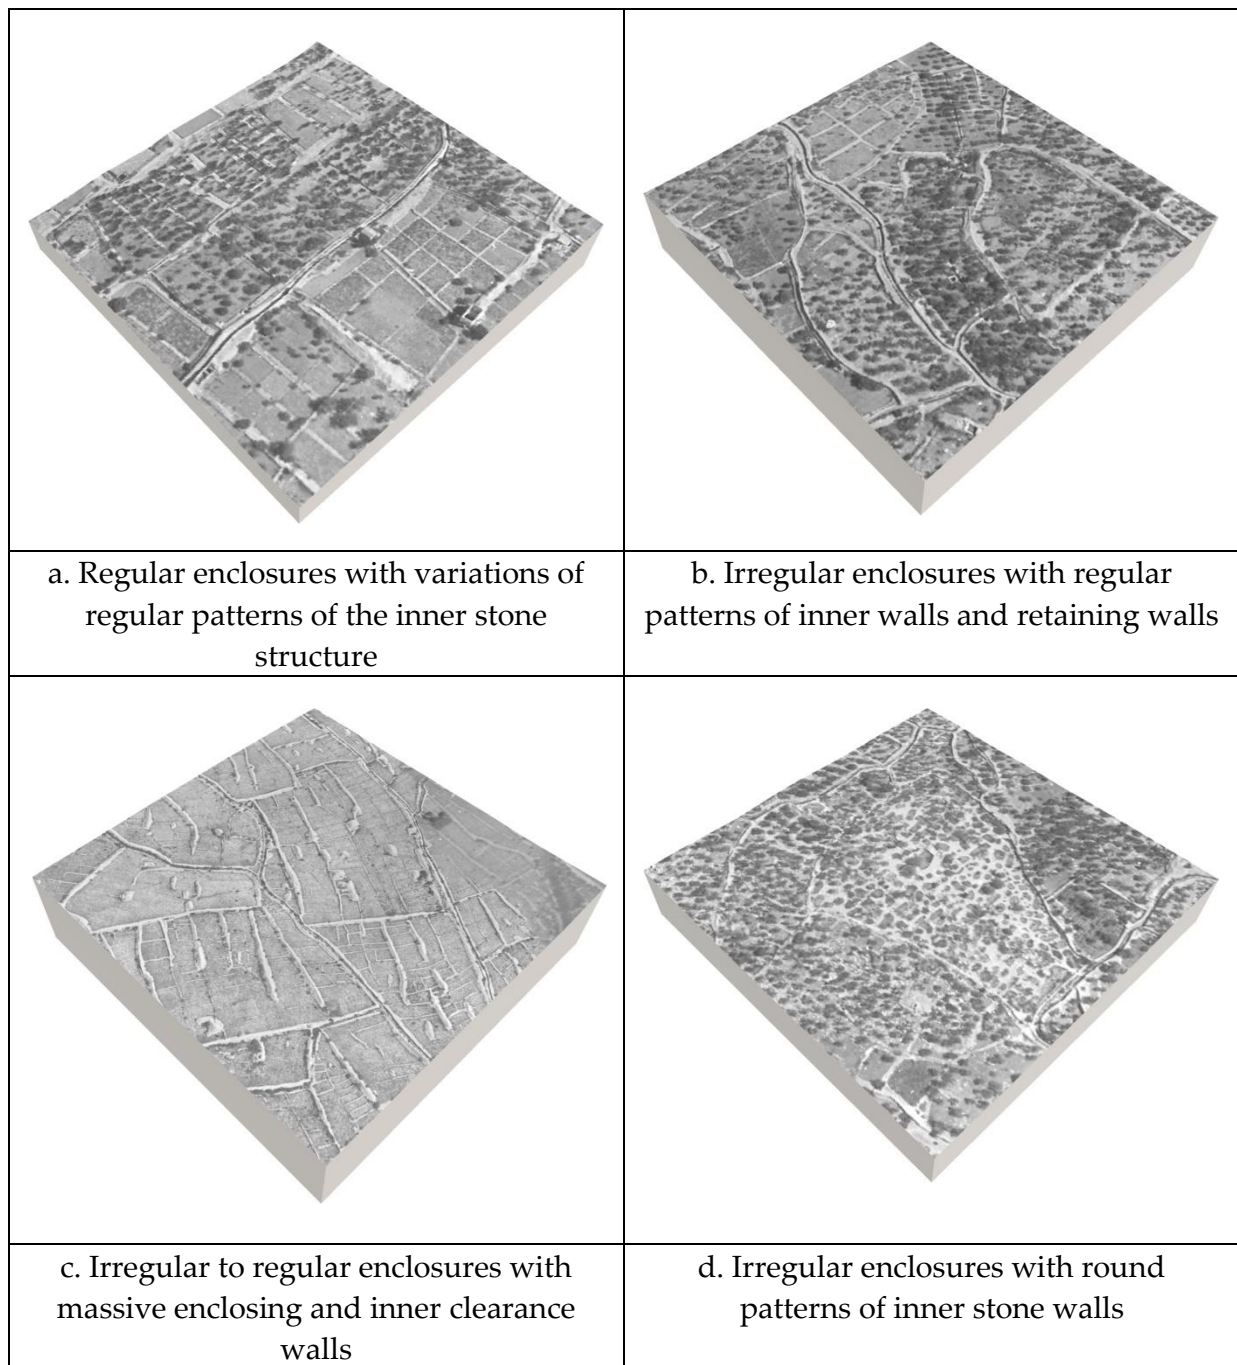 a. Regular enclosures with variations of
regular patterns of the inner stone
structure
b. Irregular enclosures with regular
patterns of inner walls and retaining walls
c. Irregular to regular enclosures with
massive enclosing and inner clearance
walls
d. Irregular enclosures with round
patterns of inner stone walls